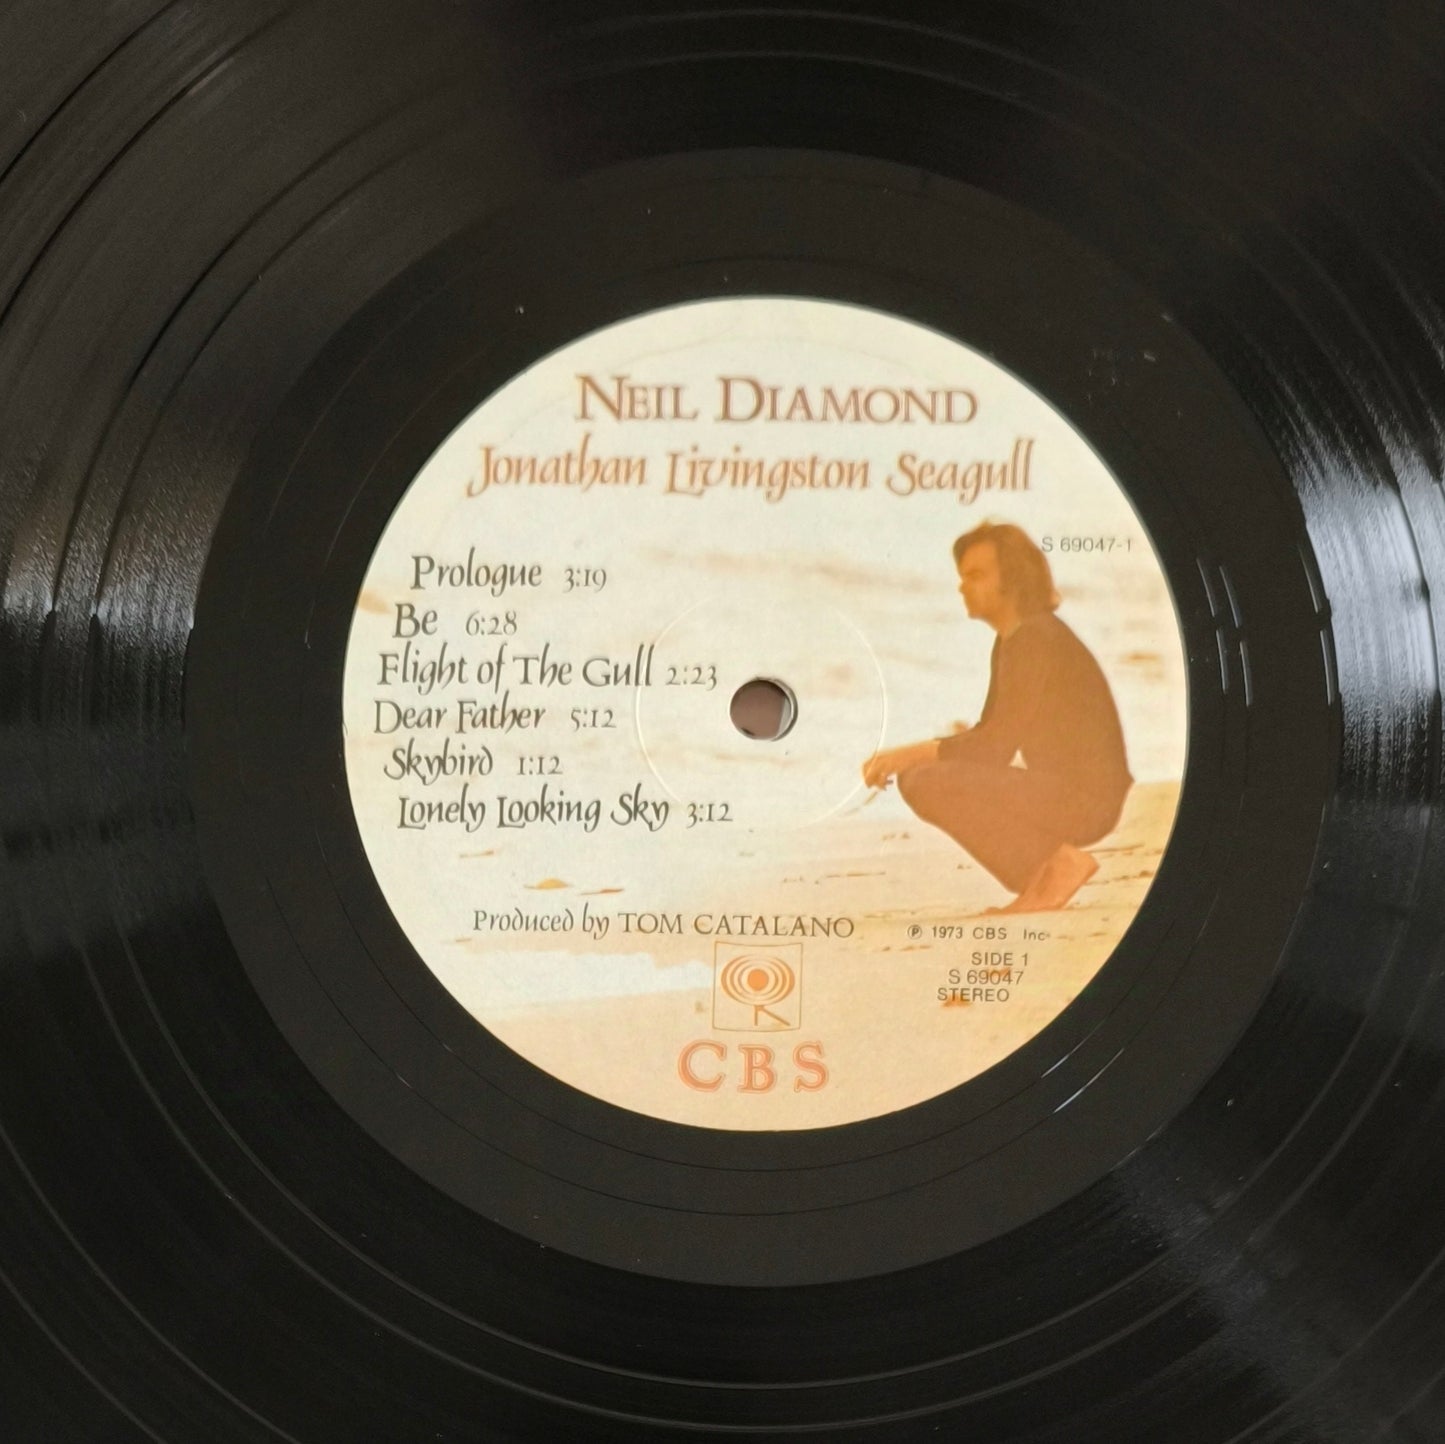 NEIL DIAMOND
Jonathan Livingston Seagull
S 69047-1
Prologue 3:19
Be 6:28
Flight of The Gull 2:23
Dear Father 5:12
Skybird 1:12
Lonely Looking Sky 3:12
Produced by TOM CATALANO
℗ 1973 CBS Inc.
SIDE 1
S 69047
STEREO
CBS